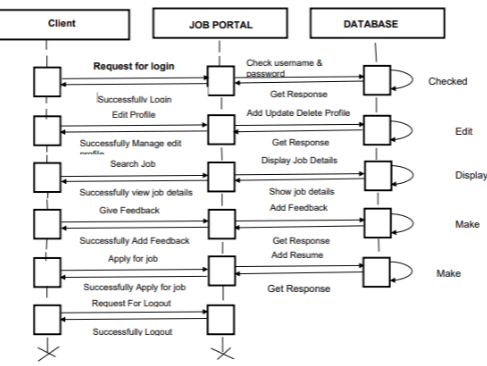 Client
JOB PORTAL
DATABASE
Request for login
Check username &
password
Checked
Successfully Login
Get Response
Edit Profile
Add Update Delete Profile
Edit
Successfully Manage edit
profile
Get Response
Search Job
Display Job Details
Display
Successfully view job details
Show job details
Give Feedback
Add Feedback
Make
Successfully Add Feedback
Get Response
Apply for job
Add Resume
Make
Successfully Apply for job
Get Response
Request For Logout
Successfully Logout